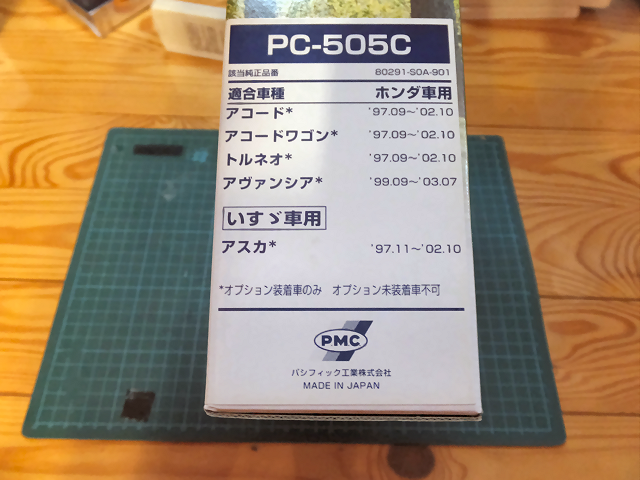 PC-505C
該当純正品番 80291-S0A-901
適合車種 ホンダ車用
アコード* '97.09～'02.10
アコードワゴン* '97.09～'02.10
トルネオ* '97.09～'02.10
アヴァンシア* '99.09～'03.07
いすゞ車用
アスカ* '97.11～'02.10
*オプション装着車のみ オプション未装着車不可
PMC
パシフィック工業株式会社
MADE IN JAPAN